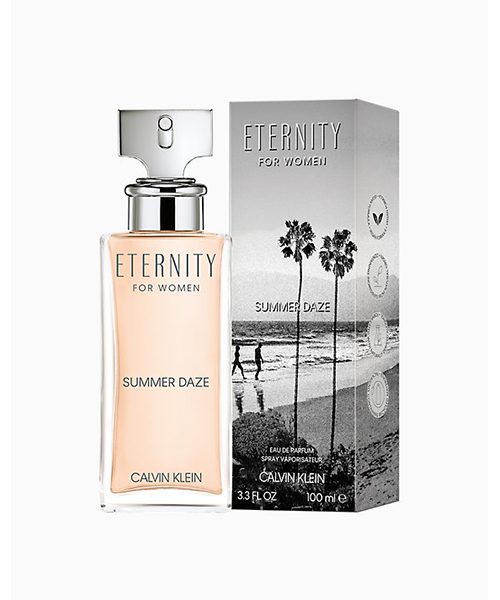 ETERNITY
FOR WOMEN
SUMMER DAZE
CALVIN KLEIN
ETERNITY
FOR WOMEN
SUMMER DAZE
EAU DE PARFUM
SPRAY VAPORISATEUR
CALVIN KLEIN
3.3 FL OZ 100 ml ℮